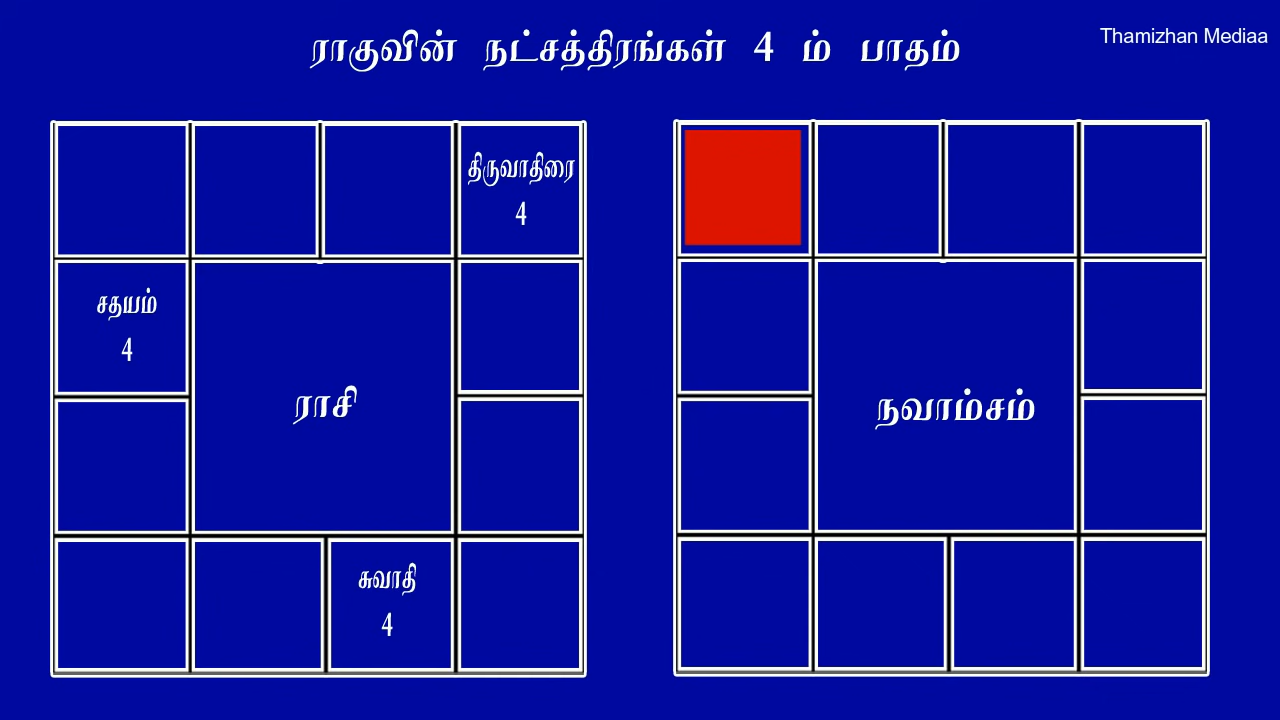 ராகுவின் நட்சத்திரங்கள் 4 ம் பாதம்
Thamizhan Mediaa
திருவாதிரை
4
சதயம்
4
ராசி
சுவாதி
4
நவாம்சம்